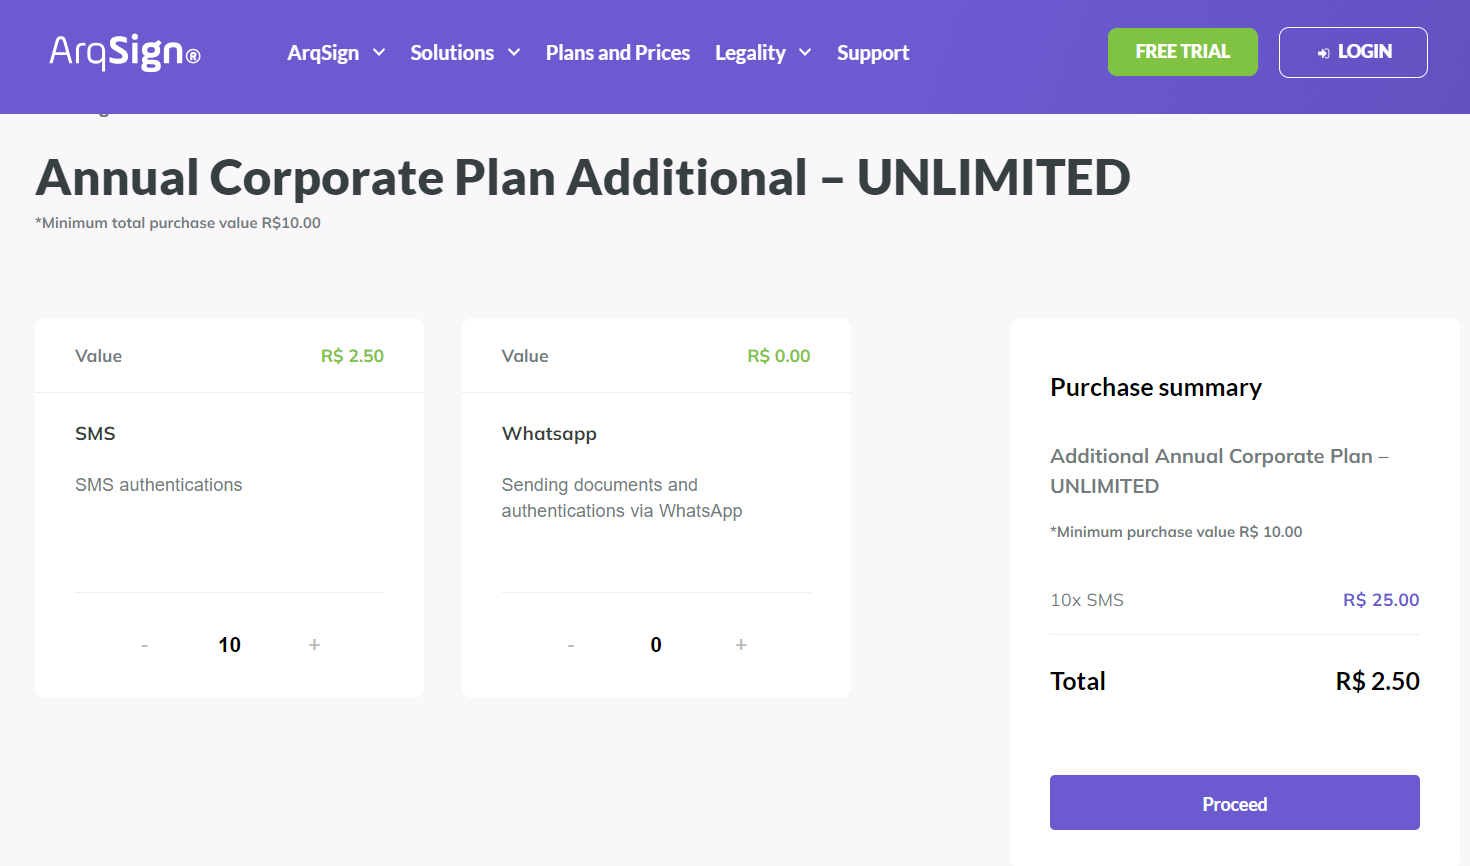 ArqSign®
ArqSign
Solutions
Plans and Prices
Legality
Support
FREE TRIAL
LOGIN
Annual Corporate Plan Additional – UNLIMITED
*Minimum total purchase value R$10.00
Value R$ 2.50
SMS
SMS authentications
- 10 +
Value R$ 0.00
Whatsapp
Sending documents and
authentications via WhatsApp
- 0 +
Purchase summary
Additional Annual Corporate Plan –
UNLIMITED
*Minimum purchase value R$ 10.00
10x SMS R$ 25.00
Total R$ 2.50
Proceed